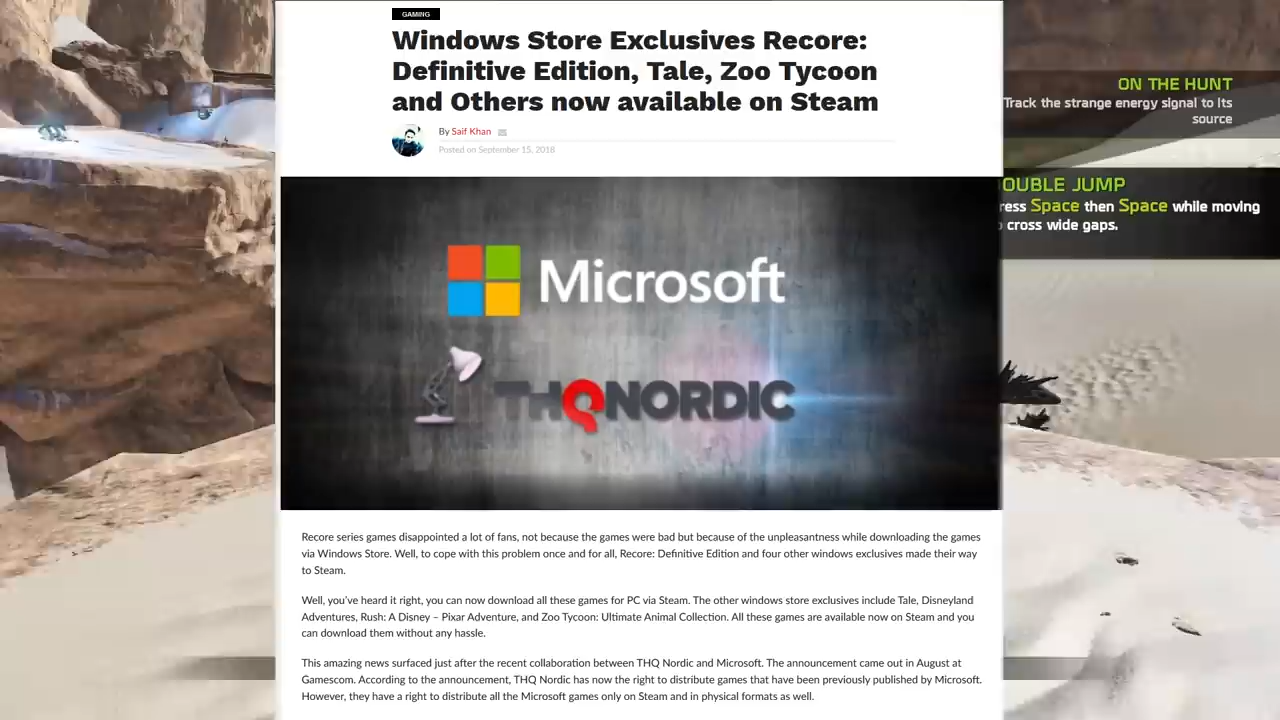 GAMING
Windows Store Exclusives Recore:
Definitive Edition, Tale, Zoo Tycoon
and Others now available on Steam
By Saif Khan
Posted on September 15, 2018
ON THE HUNT
Track the strange energy signal to Its
source
OUBLE JUMP
ress Space then Space while moving
o cross wide gaps.
Microsoft
THQNORDIC
Recore series games disappointed a lot of fans, not because the games were bad but because of the unpleasantness while downloading the games
via Windows Store. Well, to cope with this problem once and for all, Recore: Definitive Edition and four other windows exclusives made their way
to Steam.
Well, you've heard it right, you can now download all these games for PC via Steam. The other windows store exclusives include Tale, Disneyland
Adventures, Rush: A Disney – Pixar Adventure, and Zoo Tycoon: Ultimate Animal Collection. All these games are available now on Steam and you
can download them without any hassle.
This amazing news surfaced just after the recent collaboration between THQ Nordic and Microsoft. The announcement came out in August at
Gamescom. According to the announcement, THQ Nordic has now the right to distribute games that have been previously published by Microsoft.
However, they have a right to distribute all the Microsoft games only on Steam and in physical formats as well.